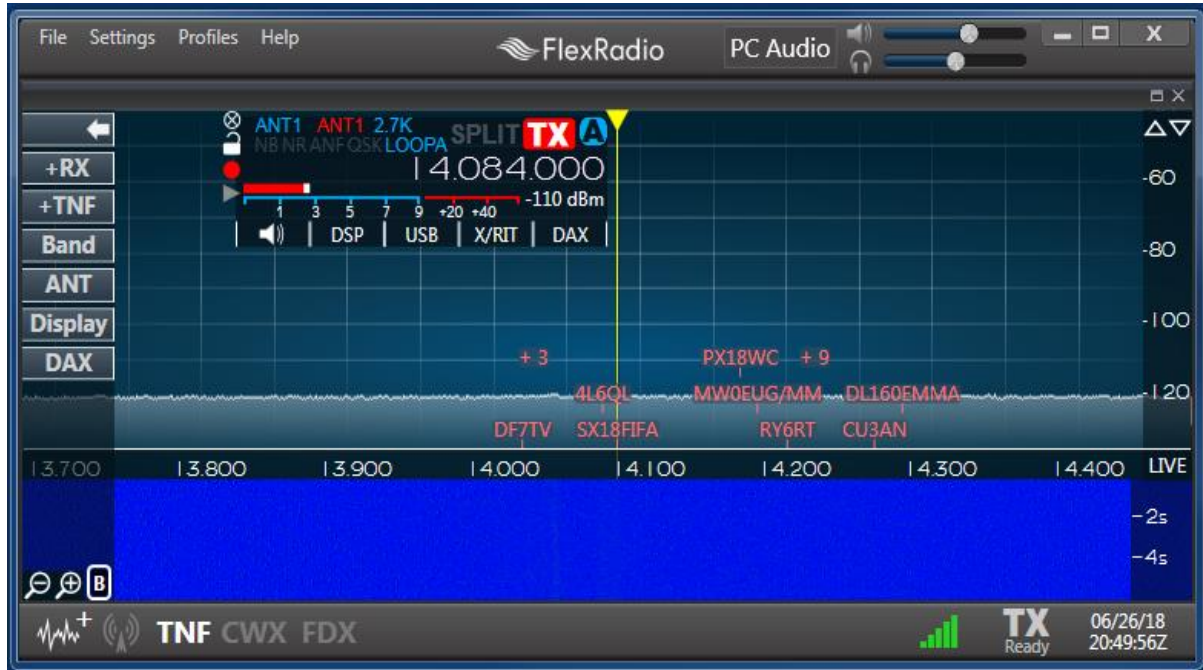 File Settings Profiles Help FlexRadio PC Audio X
ANT1 ANT1 2.7K SPLIT TX A
NB NR ANF QSK LOOPA
14.084.000
-110 dBm
1 3 5 7 9 +20 +40
DSP USB X/RIT DAX
+RX
+TNF
Band
ANT
Display
DAX
-60
-80
-100
-120
+ 3 PX18WC + 9
4L6QL MW0EUG/MM DL160EMMA
DF7TV SX18FIFA RY6RT CU3AN
13.700 13.800 13.900 14.000 14.100 14.200 14.300 14.400 LIVE
-2s
-4s
B
TNF CWX FDX TX Ready 06/26/18
20:49:56Z